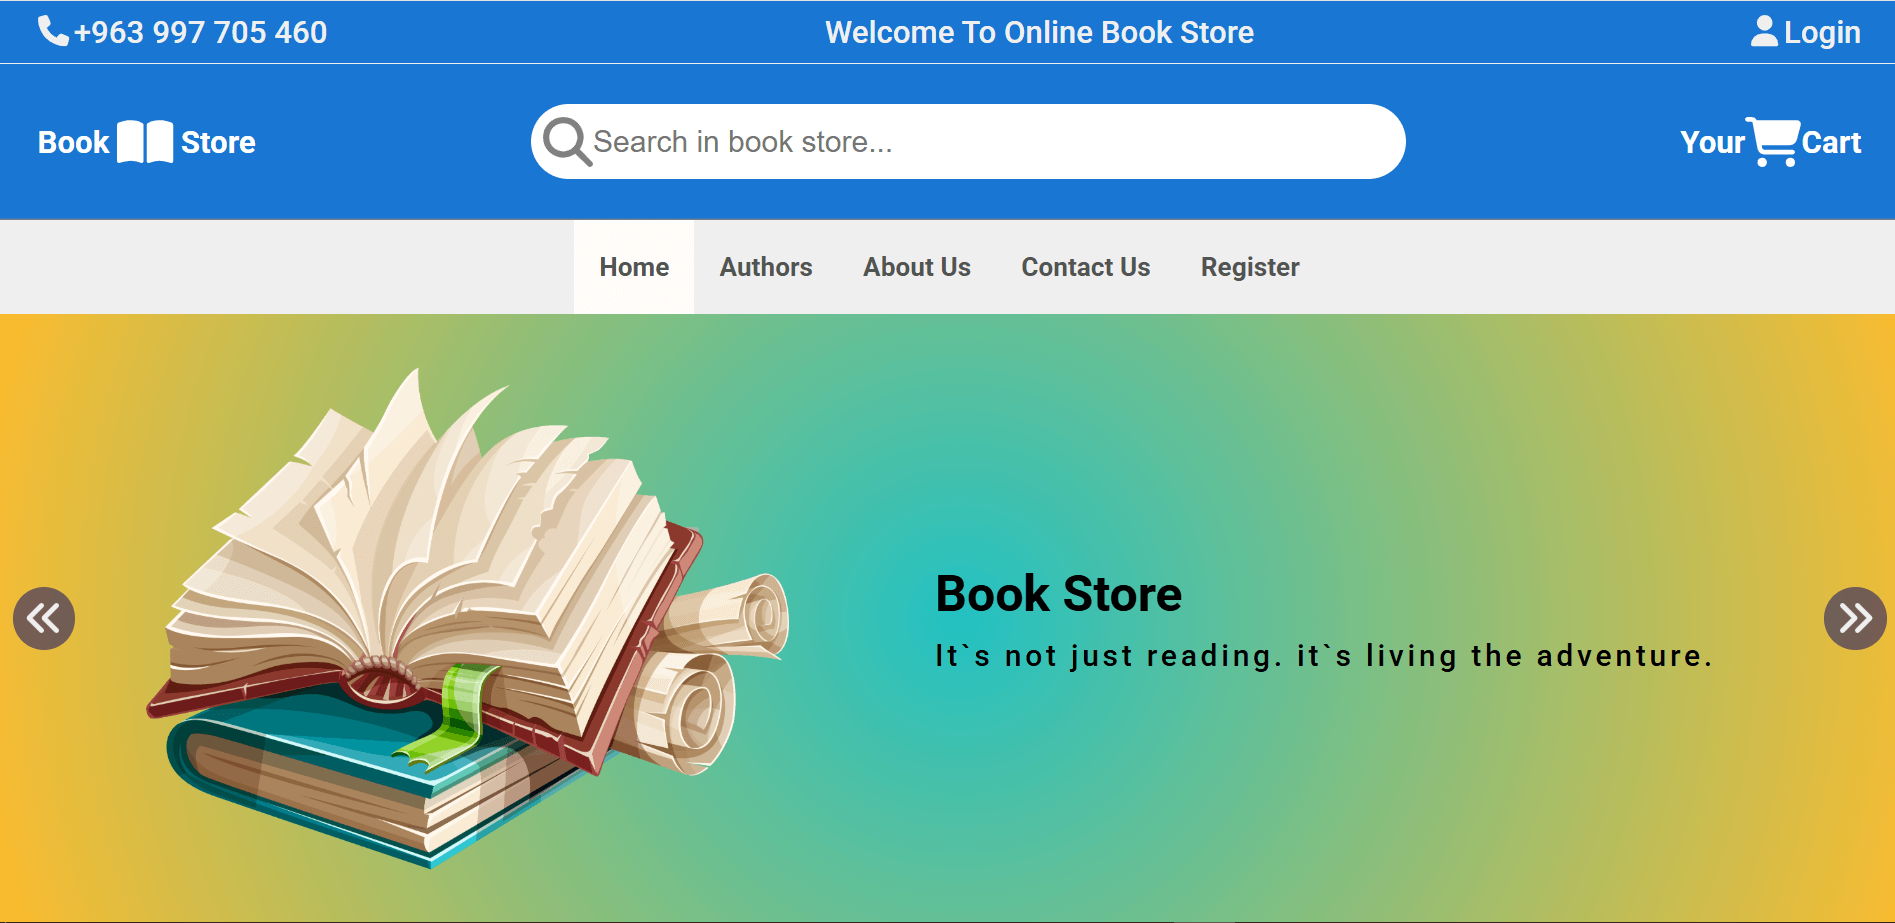 +963 997 705 460
Welcome To Online Book Store
Login
Book Store
Search in book store...
Your Cart
Home
Authors
About Us
Contact Us
Register
Book Store
It`s not just reading. it`s living the adventure.